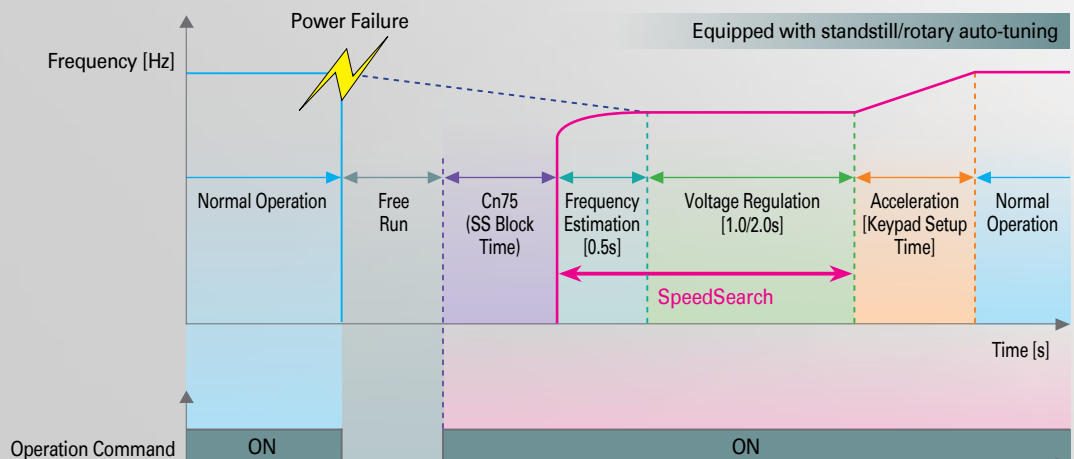 Power Failure
Equipped with standstill/rotary auto-tuning
Frequency [Hz]
Normal Operation
Free
Run
Cn75
(SS Block
Time)
Frequency
Estimation
[0.5s]
Voltage Regulation
[1.0/2.0s]
Acceleration
[Keypad Setup
Time]
Normal
Operation
SpeedSearch
Time [s]
Operation Command
ON
ON